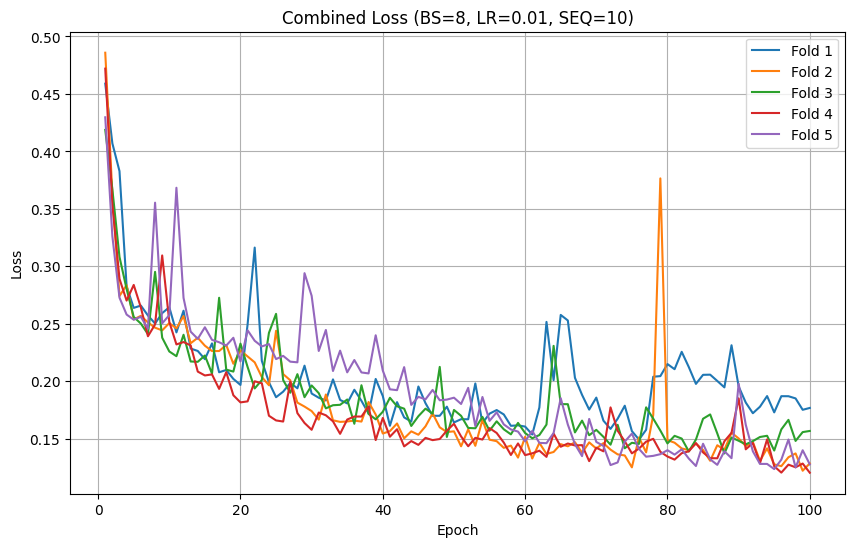 Combined Loss (BS=8, LR=0.01, SEQ=10)
0.50
0.45
0.40
0.35
0.30
0.25
0.20
0.15
Loss
Fold 1
Fold 2
Fold 3
Fold 4
Fold 5
0 20 40 60 80 100
Epoch